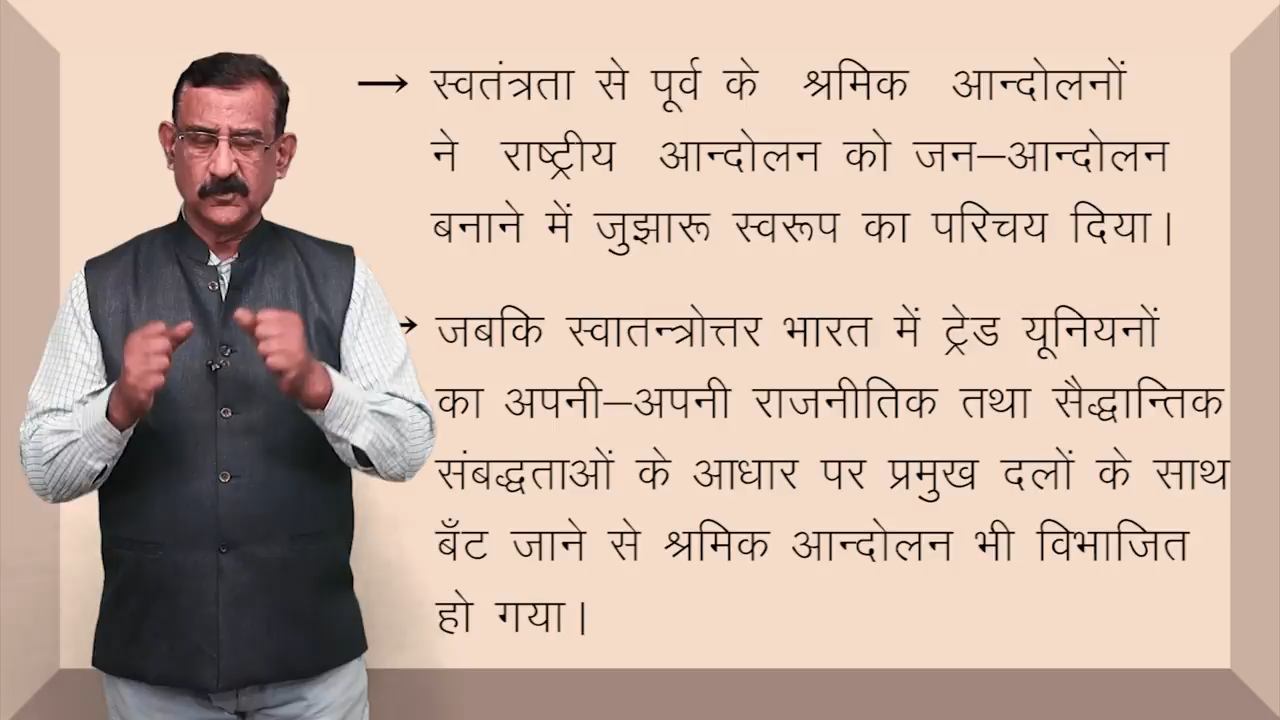 → स्वतंत्रता से पूर्व के श्रमिक आन्दोलनों
ने राष्ट्रीय आन्दोलन को जन–आन्दोलन
बनाने में जुझारू स्वरूप का परिचय दिया।
→ जबकि स्वातन्त्रोत्तर भारत में ट्रेड यूनियनों
का अपनी–अपनी राजनीतिक तथा सैद्धान्तिक
संबद्धताओं के आधार पर प्रमुख दलों के साथ
बँट जाने से श्रमिक आन्दोलन भी विभाजित
हो गया।